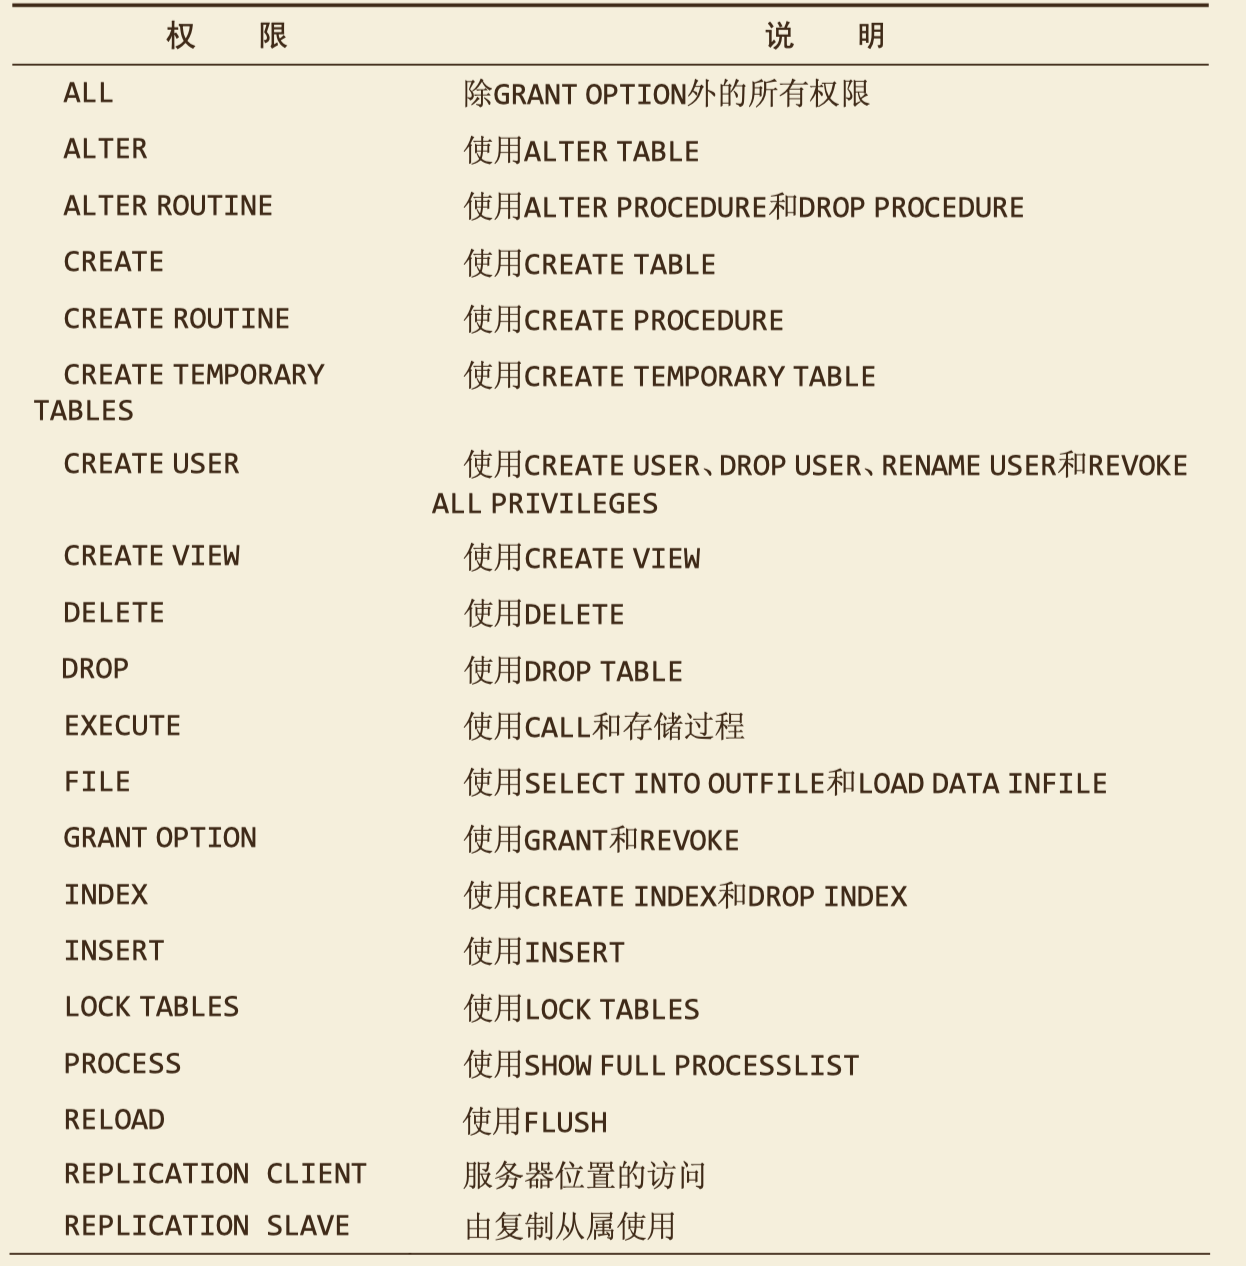 权 限 说 明
ALL 除GRANT OPTION外的所有权限
ALTER 使用ALTER TABLE
ALTER ROUTINE 使用ALTER PROCEDURE和DROP PROCEDURE
CREATE 使用CREATE TABLE
CREATE ROUTINE 使用CREATE PROCEDURE
CREATE TEMPORARY 使用CREATE TEMPORARY TABLE
TABLES
CREATE USER 使用CREATE USER、DROP USER、RENAME USER和REVOKE
ALL PRIVILEGES
CREATE VIEW 使用CREATE VIEW
DELETE 使用DELETE
DROP 使用DROP TABLE
EXECUTE 使用CALL和存储过程
FILE 使用SELECT INTO OUTFILE和LOAD DATA INFILE
GRANT OPTION 使用GRANT和REVOKE
INDEX 使用CREATE INDEX和DROP INDEX
INSERT 使用INSERT
LOCK TABLES 使用LOCK TABLES
PROCESS 使用SHOW FULL PROCESSLIST
RELOAD 使用FLUSH
REPLICATION CLIENT 服务器位置的访问
REPLICATION SLAVE 由复制从属使用